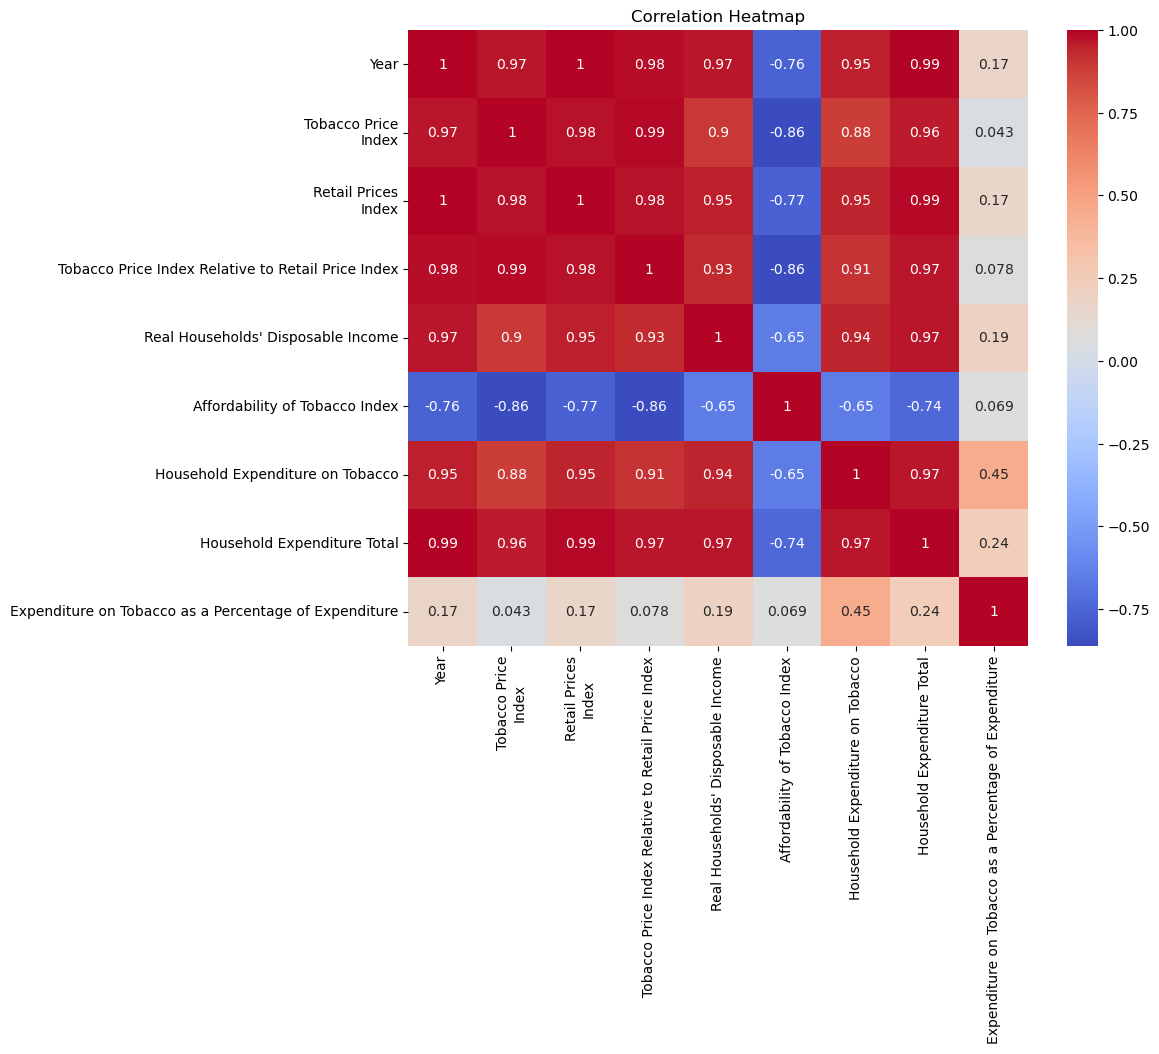 Correlation Heatmap
Year 1 0.97 1 0.98 0.97 -0.76 0.95 0.99 0.17
Tobacco Price
Index 0.97 1 0.98 0.99 0.9 -0.86 0.88 0.96 0.043
Retail Prices
Index 1 0.98 1 0.98 0.95 -0.77 0.95 0.99 0.17
Tobacco Price Index Relative to Retail Price Index 0.98 0.99 0.98 1 0.93 -0.86 0.91 0.97 0.078
Real Households' Disposable Income 0.97 0.9 0.95 0.93 1 -0.65 0.94 0.97 0.19
Affordability of Tobacco Index -0.76 -0.86 -0.77 -0.86 -0.65 1 -0.65 -0.74 0.069
Household Expenditure on Tobacco 0.95 0.88 0.95 0.91 0.94 -0.65 1 0.97 0.45
Household Expenditure Total 0.99 0.96 0.99 0.97 0.97 -0.74 0.97 1 0.24
Expenditure on Tobacco as a Percentage of Expenditure 0.17 0.043 0.17 0.078 0.19 0.069 0.45 0.24 1
Year
Tobacco Price
Index
Retail Prices
Index
Tobacco Price Index Relative to Retail Price Index
Real Households' Disposable Income
Affordability of Tobacco Index
Household Expenditure on Tobacco
Household Expenditure Total
Expenditure on Tobacco as a Percentage of Expenditure
1.00
0.75
0.50
0.25
0.00
−0.25
−0.50
−0.75